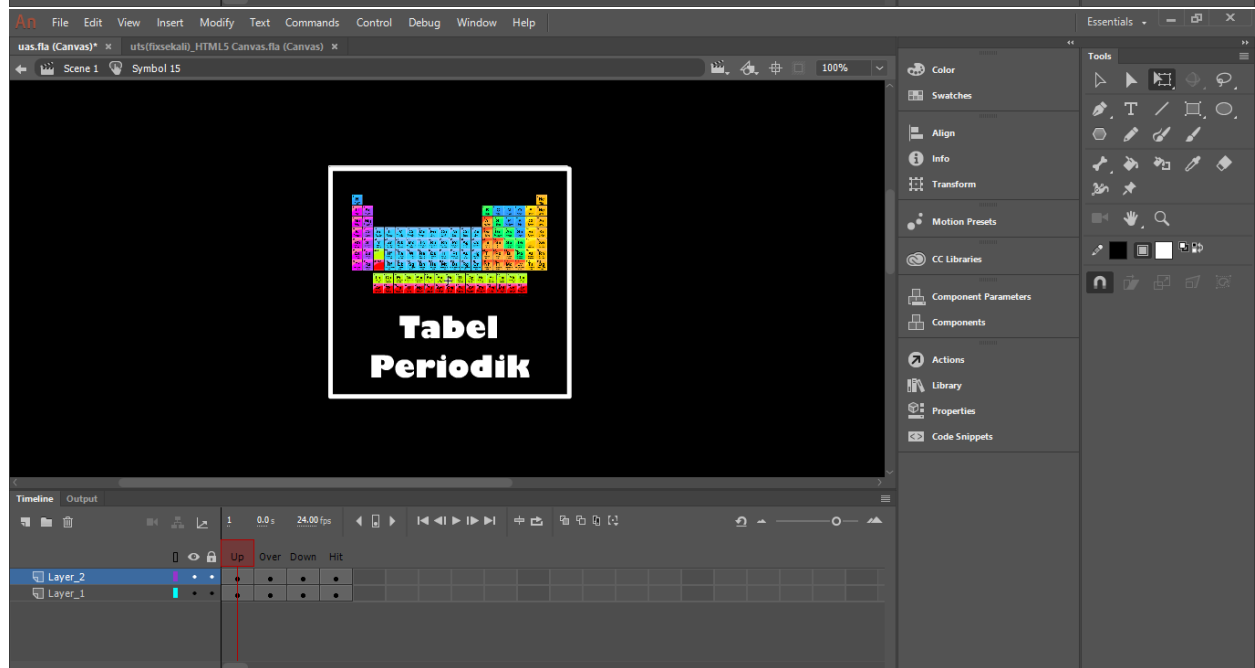 An File Edit View Insert Modify Text Commands Control Debug Window Help Essentials
uas.fla (Canvas)* × uts(fixsekali)_HTML5 Canvas.fla (Canvas) ×
Scene 1 Symbol 15 100%
Tabel
Periodik
Color
Swatches
Align
Info
Transform
Motion Presets
CC Libraries
Component Parameters
Components
Actions
Library
Properties
Code Snippets
Tools
Timeline Output
1 0.0 s 24.00 fps
Up Over Down Hit
Layer_2
Layer_1